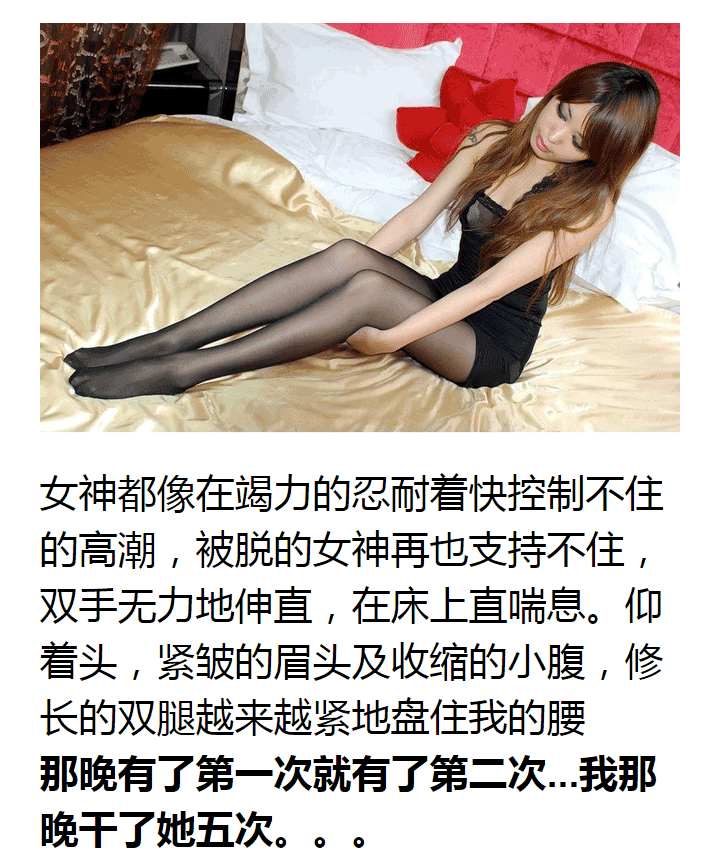 女神都像在竭力的忍耐着快控制不住
的高潮，被脱的女神再也支持不住，
双手无力地伸直，在床上直喘息。仰
着头，紧皱的眉头及收缩的小腹，修
长的双腿越来越紧地盘住我的腰
那晚有了第一次就有了第二次...我那
晚干了她五次。。。